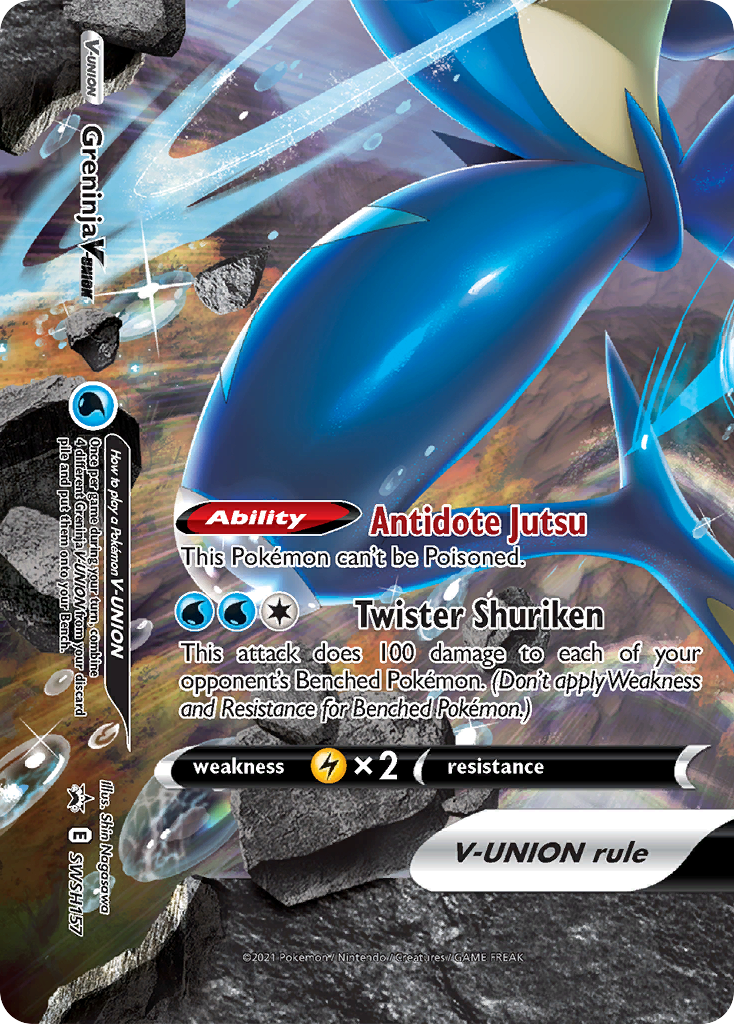 V-UNION
Greninja V-UNION
How to play a Pokémon V-UNION
Once per game during your turn, combine
4 different Greninja V-UNION from your discard
pile and put them onto your Bench.
Ability Antidote Jutsu
This Pokémon can't be Poisoned.
Twister Shuriken
This attack does 100 damage to each of your
opponent's Benched Pokémon. (Don't apply Weakness
and Resistance for Benched Pokémon.)
weakness ×2 resistance
V-UNION rule
Illus. Shin Nagasawa
E SWSH157
©2021 Pokémon / Nintendo / Creatures / GAME FREAK